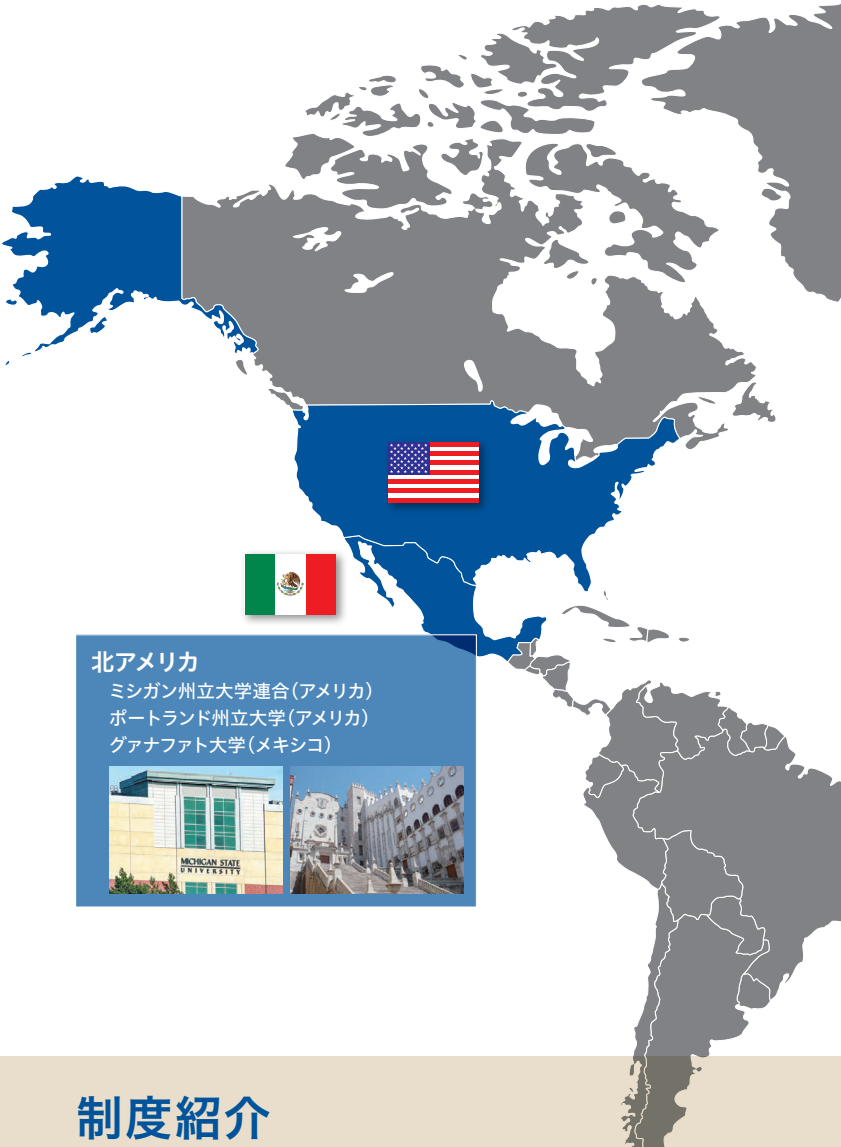 北アメリカ
ミシガン州立大学連合（アメリカ）
ポートランド州立大学（アメリカ）
グァナファト大学（メキシコ）
MICHIGAN STATE
UNIVERSITY
制度紹介